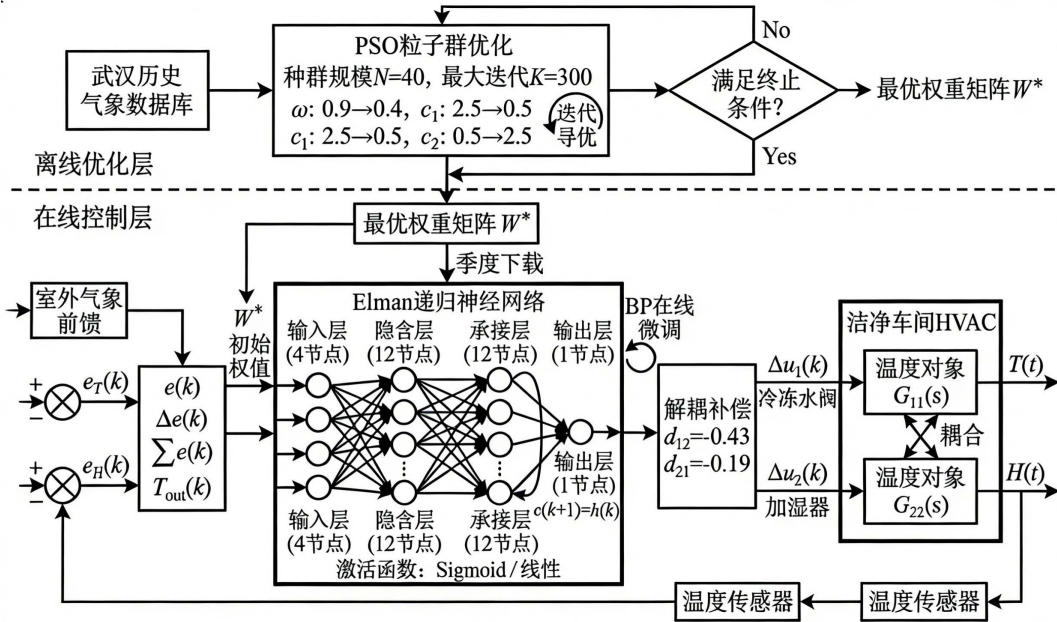 武汉历史
气象数据库
PSO粒子群优化
种群规模N=40, 最大迭代K=300
ω: 0.9→0.4, c₁: 2.5→0.5
c₁: 2.5→0.5, c₂: 0.5→2.5
迭代
导优
No
满足终止
条件?
Yes
最优权重矩阵W*
离线优化层
在线控制层
最优权重矩阵 W*
季度下载
室外气象
前馈
W*
初始
权值
+
−
e_T(k)
+
−
e_H(k)
e(k)
Δe(k)
∑e(k)
T_out(k)
Elman递归神经网络
输入层
(4节点)
隐含层
(12节点)
承接层
(12节点)
输出层
(1节点)
输出层
(1节点)
c(k+1)=h(k)
输入层
(4节点)
隐含层
(12节点)
承接层
(12节点)
激活函数：Sigmoid/线性
BP在线
微调
解耦补偿
d₁₂=-0.43
d₂₁=-0.19
Δu₁(k)
冷冻水阀
Δu₂(k)
加湿器
洁净车间HVAC
温度对象
G₁₁(s)
耦合
温度对象
G₂₂(s)
T(t)
H(t)
温度传感器
温度传感器